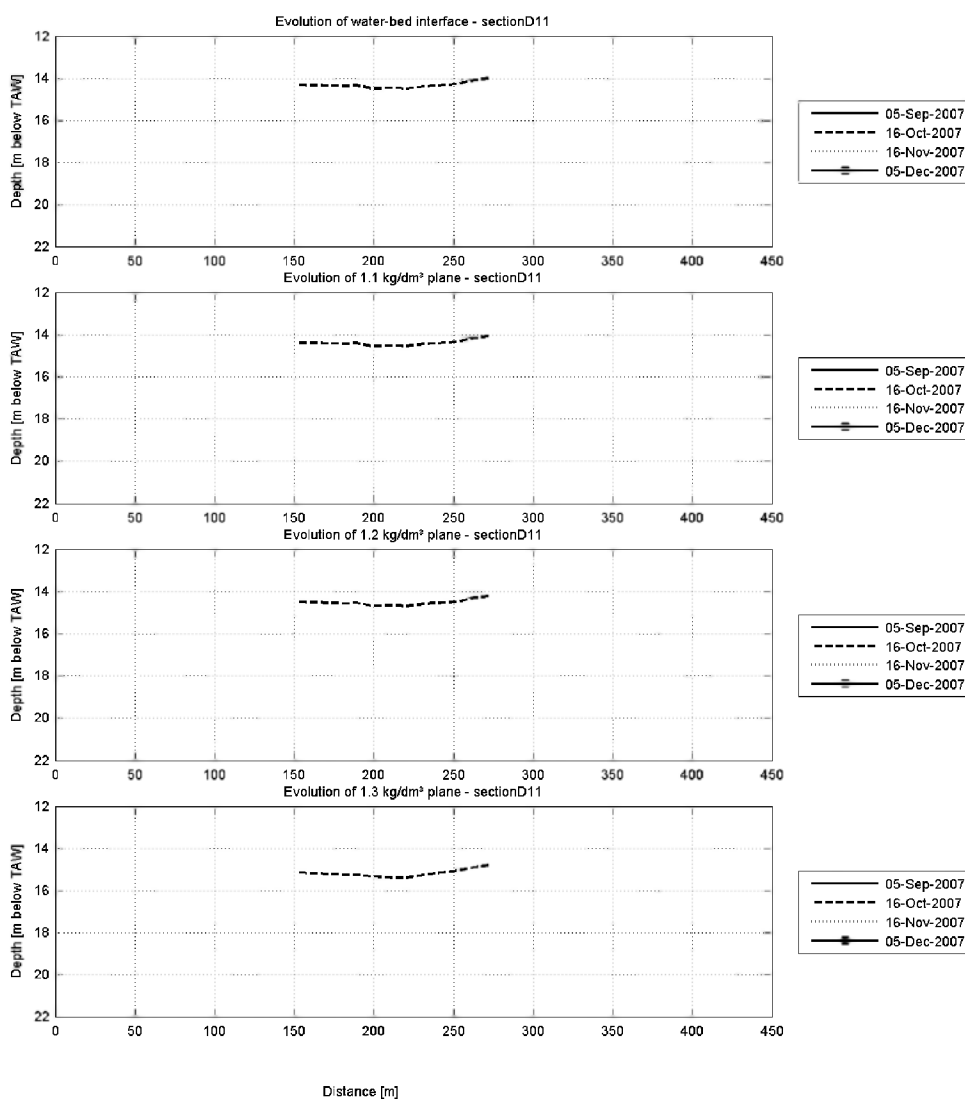 Evolution of water-bed interface - sectionD11
12
14
16
18
20
22
Depth [m below TAW]
0 50 100 150 200 250 300 350 400 450
05-Sep-2007
16-Oct-2007
16-Nov-2007
05-Dec-2007
Evolution of 1.1 kg/dm³ plane - sectionD11
12
14
16
18
20
22
Depth [m below TAW]
0 50 100 150 200 250 300 350 400 450
05-Sep-2007
16-Oct-2007
16-Nov-2007
05-Dec-2007
Evolution of 1.2 kg/dm³ plane - sectionD11
12
14
16
18
20
22
Depth [m below TAW]
0 50 100 150 200 250 300 350 400 450
05-Sep-2007
16-Oct-2007
16-Nov-2007
05-Dec-2007
Evolution of 1.3 kg/dm³ plane - sectionD11
12
14
16
18
20
22
Depth [m below TAW]
0 50 100 150 200 250 300 350 400 450
05-Sep-2007
16-Oct-2007
16-Nov-2007
05-Dec-2007
Distance [m]